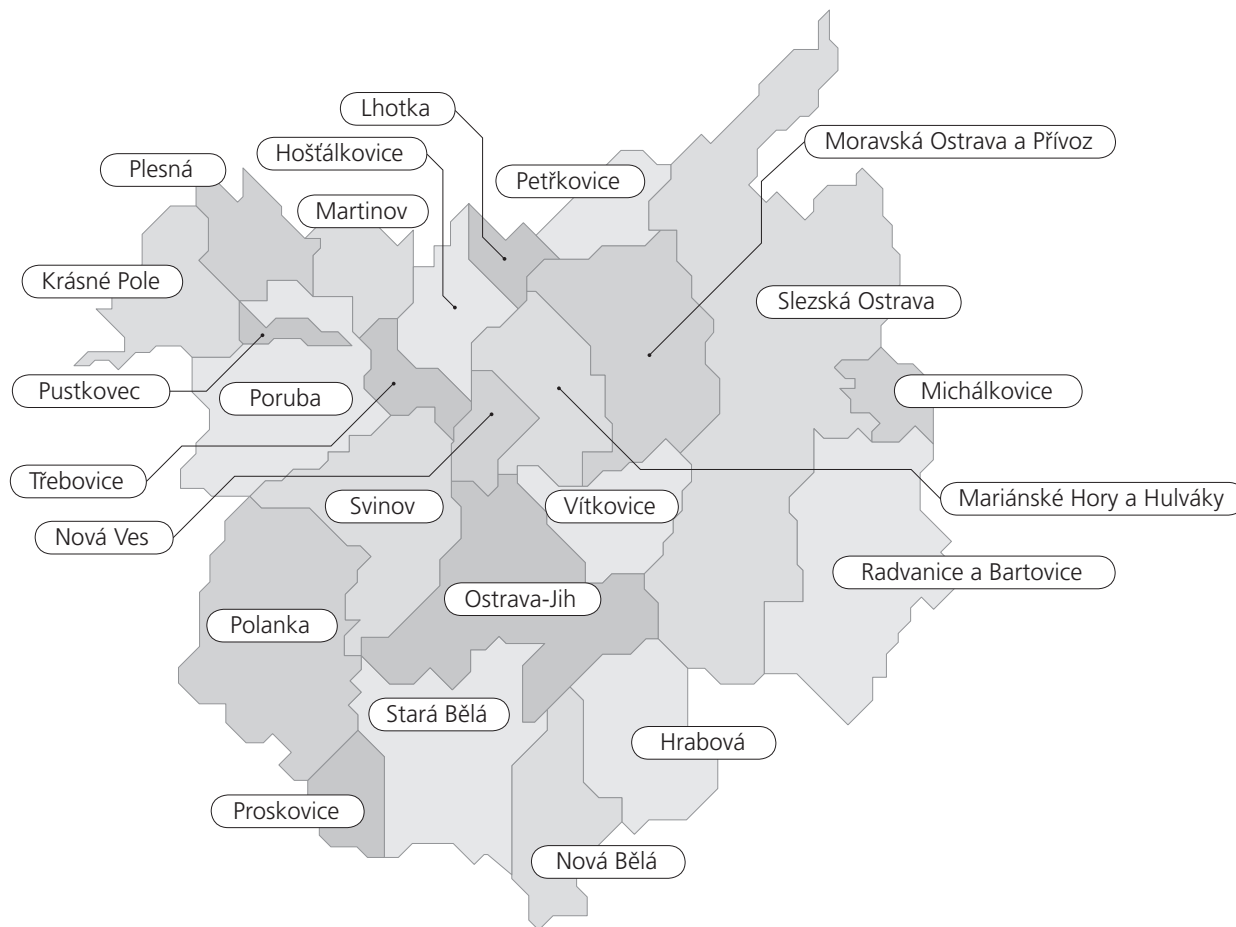 Lhotka
Moravská Ostrava a Přívoz
Hošťálkovice
Plesná
Petřkovice
Martinov
Krásné Pole
Slezská Ostrava
Pustkovec
Poruba
Michálkovice
Třebovice
Svinov
Vítkovice
Mariánské Hory a Hulváky
Nová Ves
Radvanice a Bartovice
Ostrava-Jih
Polanka
Stará Bělá
Hrabová
Proskovice
Nová Bělá